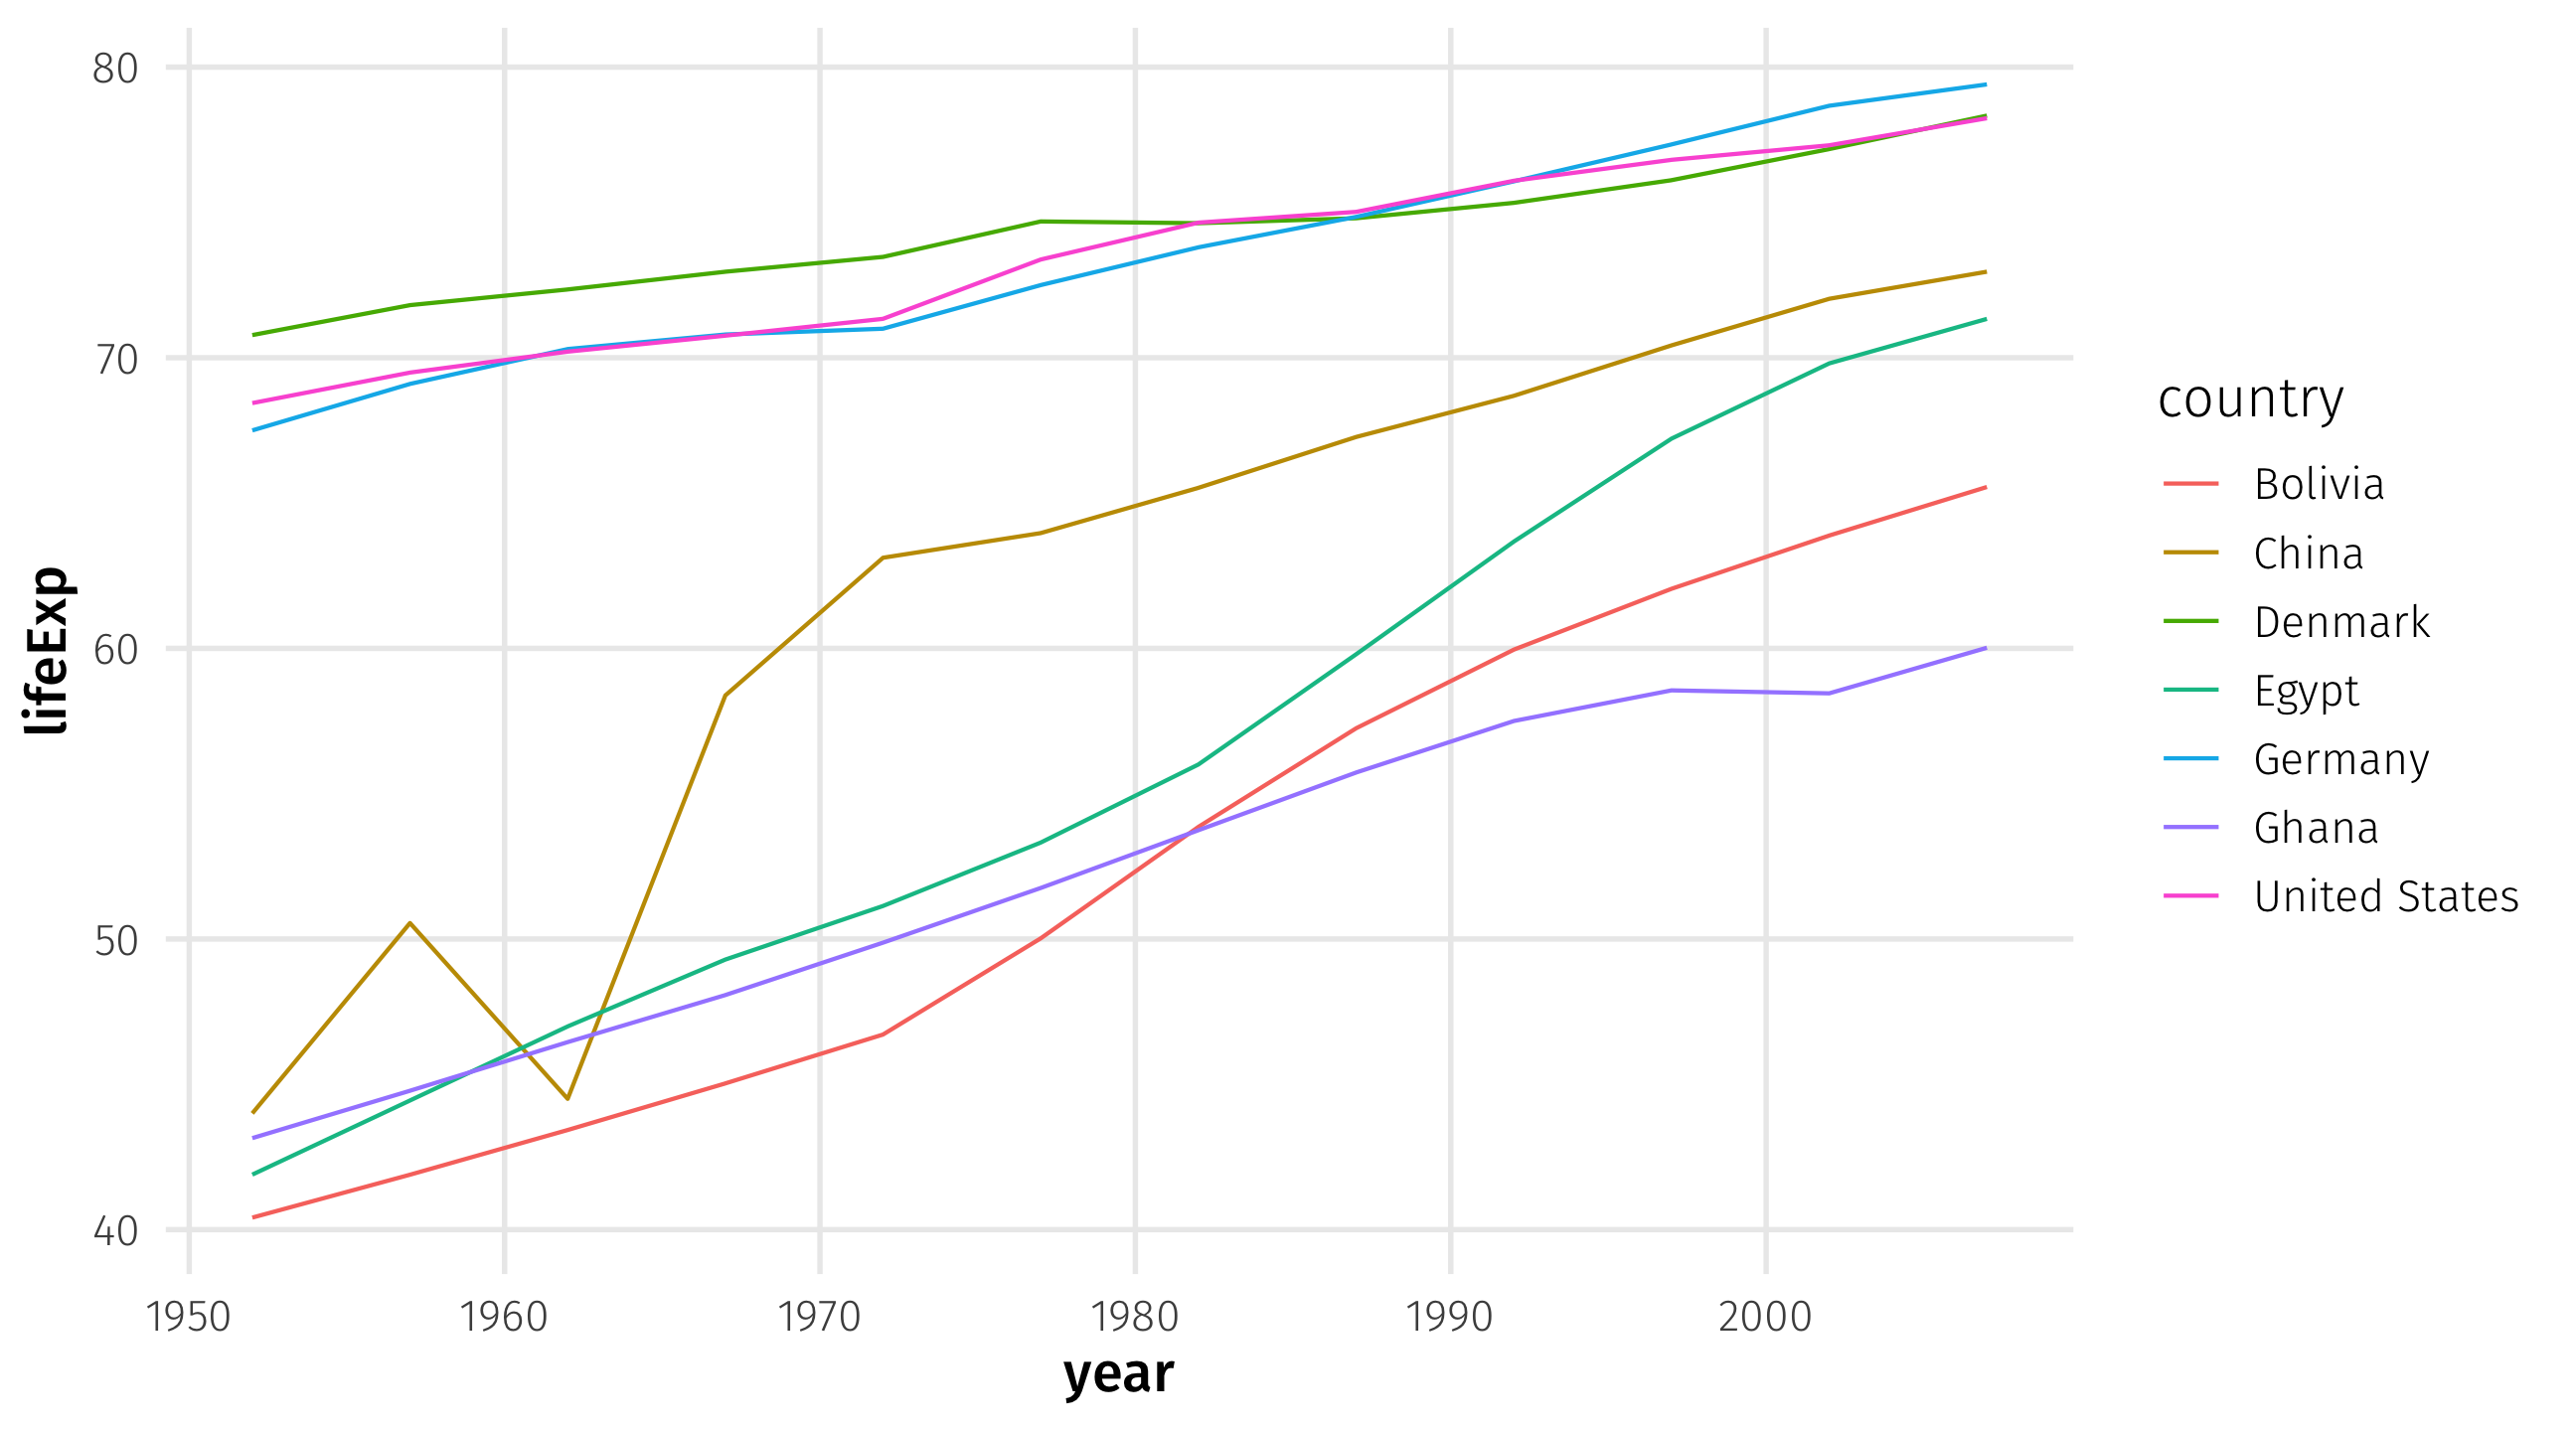 80
70
60
50
40
lifeExp
1950 1960 1970 1980 1990 2000
year
country
Bolivia
China
Denmark
Egypt
Germany
Ghana
United States